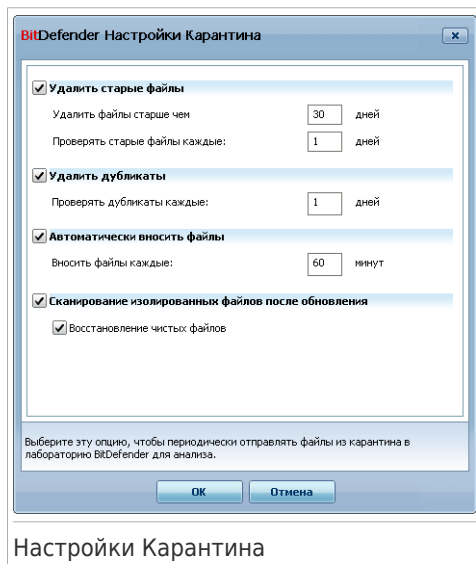 BitDefender Настройки Карантина
Удалить старые файлы
Удалить файлы старше чем 30 дней
Проверять старые файлы каждые: 1 дней
Удалить дубликаты
Проверять дубликаты каждые: 1 дней
Автоматически вносить файлы
Вносить файлы каждые: 60 минут
Сканирование изолированных файлов после обновления
Восстановление чистых файлов
Выберите эту опцию, чтобы периодически отправлять файлы из карантина в
лабораторию BitDefender для анализа.
OK Отмена
Настройки Карантина